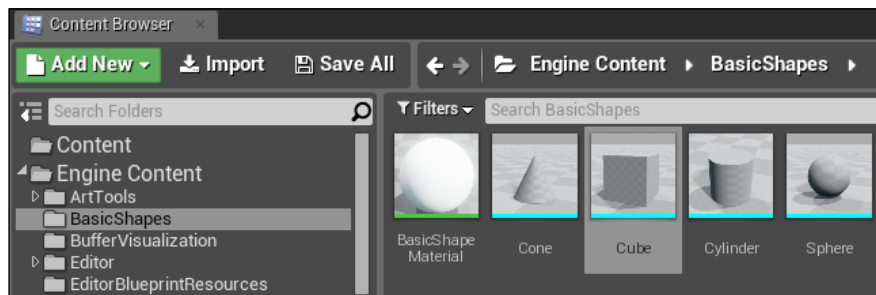 Content Browser
Add New Import Save All Engine Content BasicShapes
Search Folders
Filters Search BasicShapes
Content
Engine Content
ArtTools
BasicShapes
BufferVisualization
Editor
EditorBlueprintResources
BasicShape
Material
Cone
Cube
Cylinder
Sphere